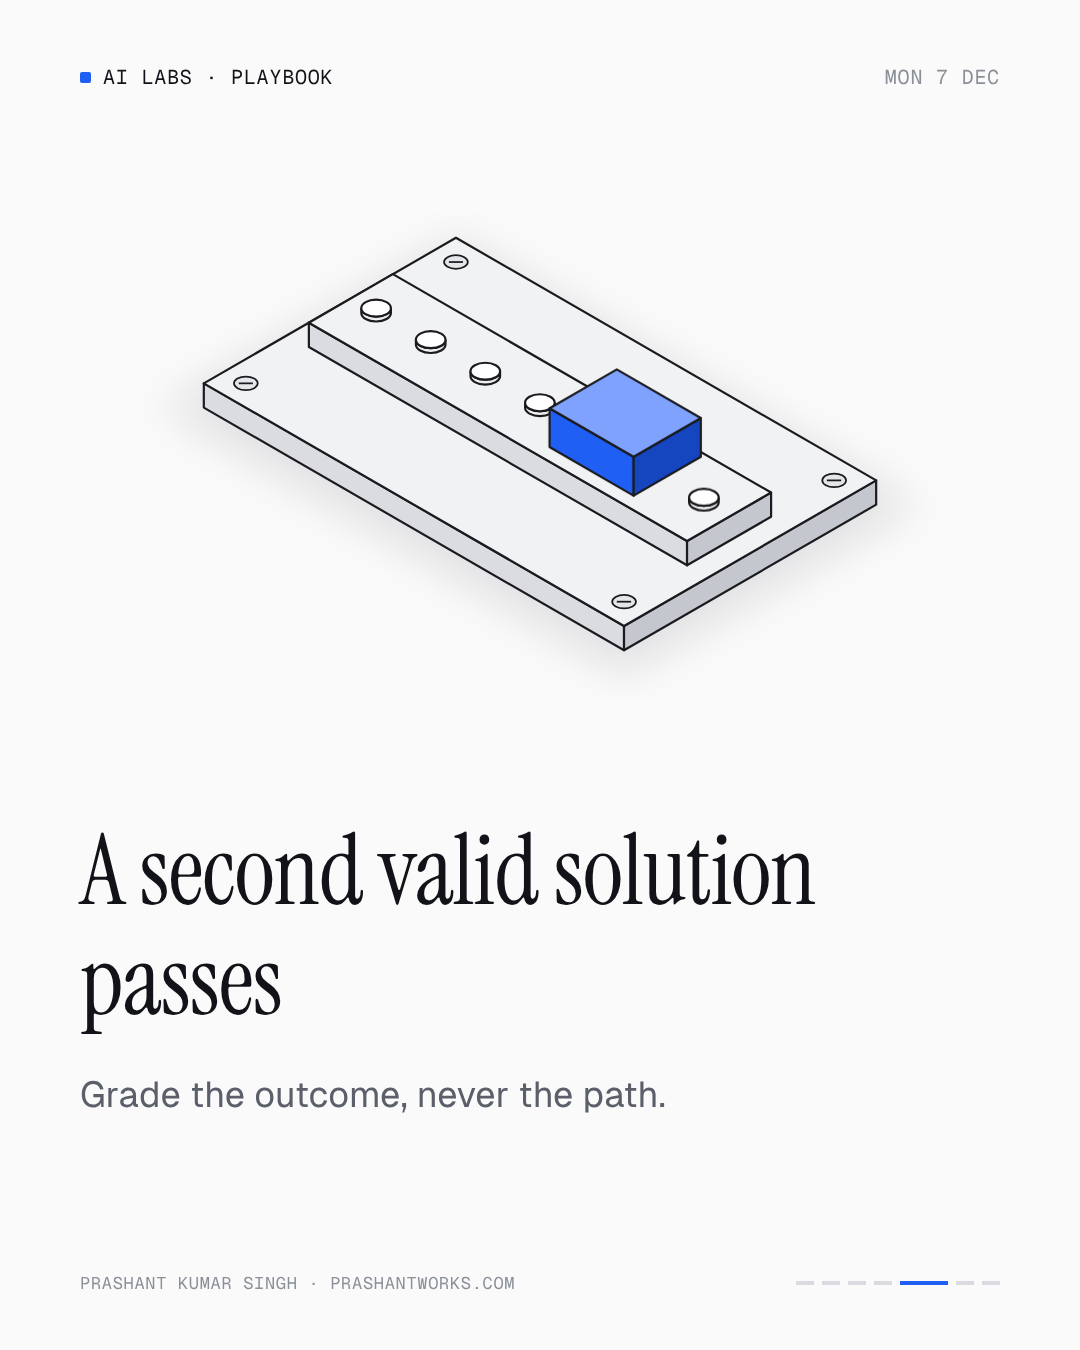 AI LABS · PLAYBOOK
MON 7 DEC
A second valid solution
passes
Grade the outcome, never the path.
PRASHANT KUMAR SINGH · PRASHANTWORKS.COM